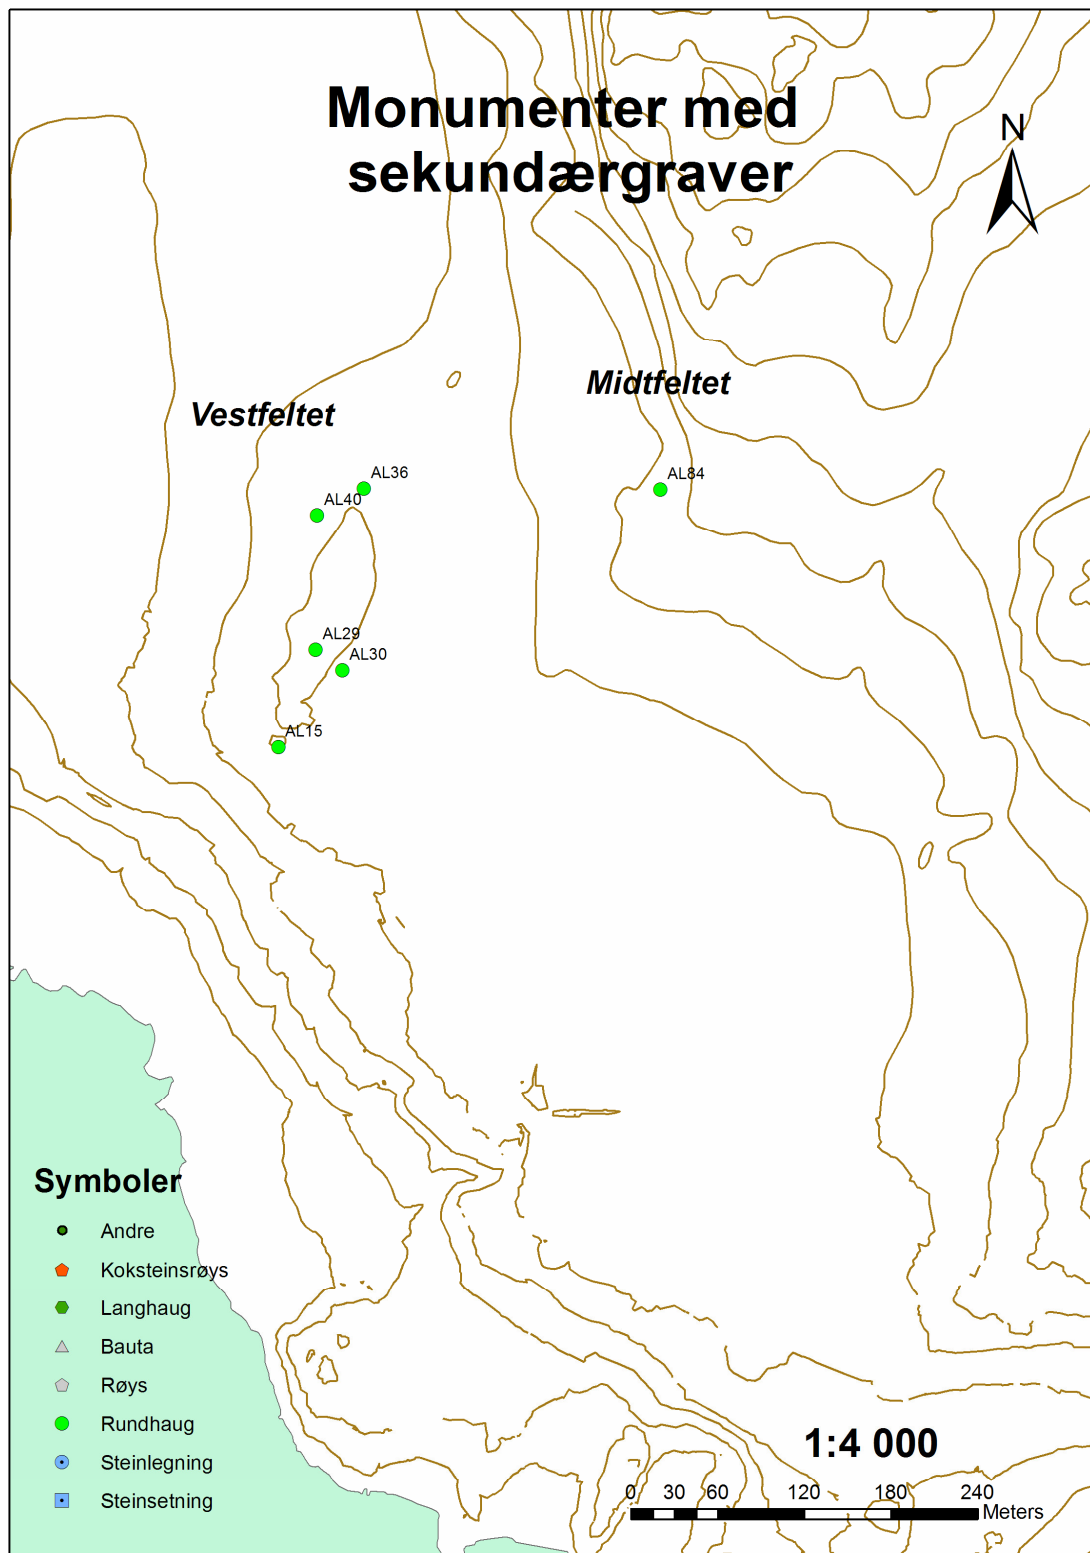 Monumenter med
sekundærgraver
N
Midtfeltet
Vestfeltet
AL36
AL84
AL40
AL29
AL30
AL15
Symboler
Andre
Koksteinsrøys
Langhaug
Bauta
Røys
Rundhaug
Steinlegning
Steinsetning
1:4 000
0 30 60 120 180 240
Meters